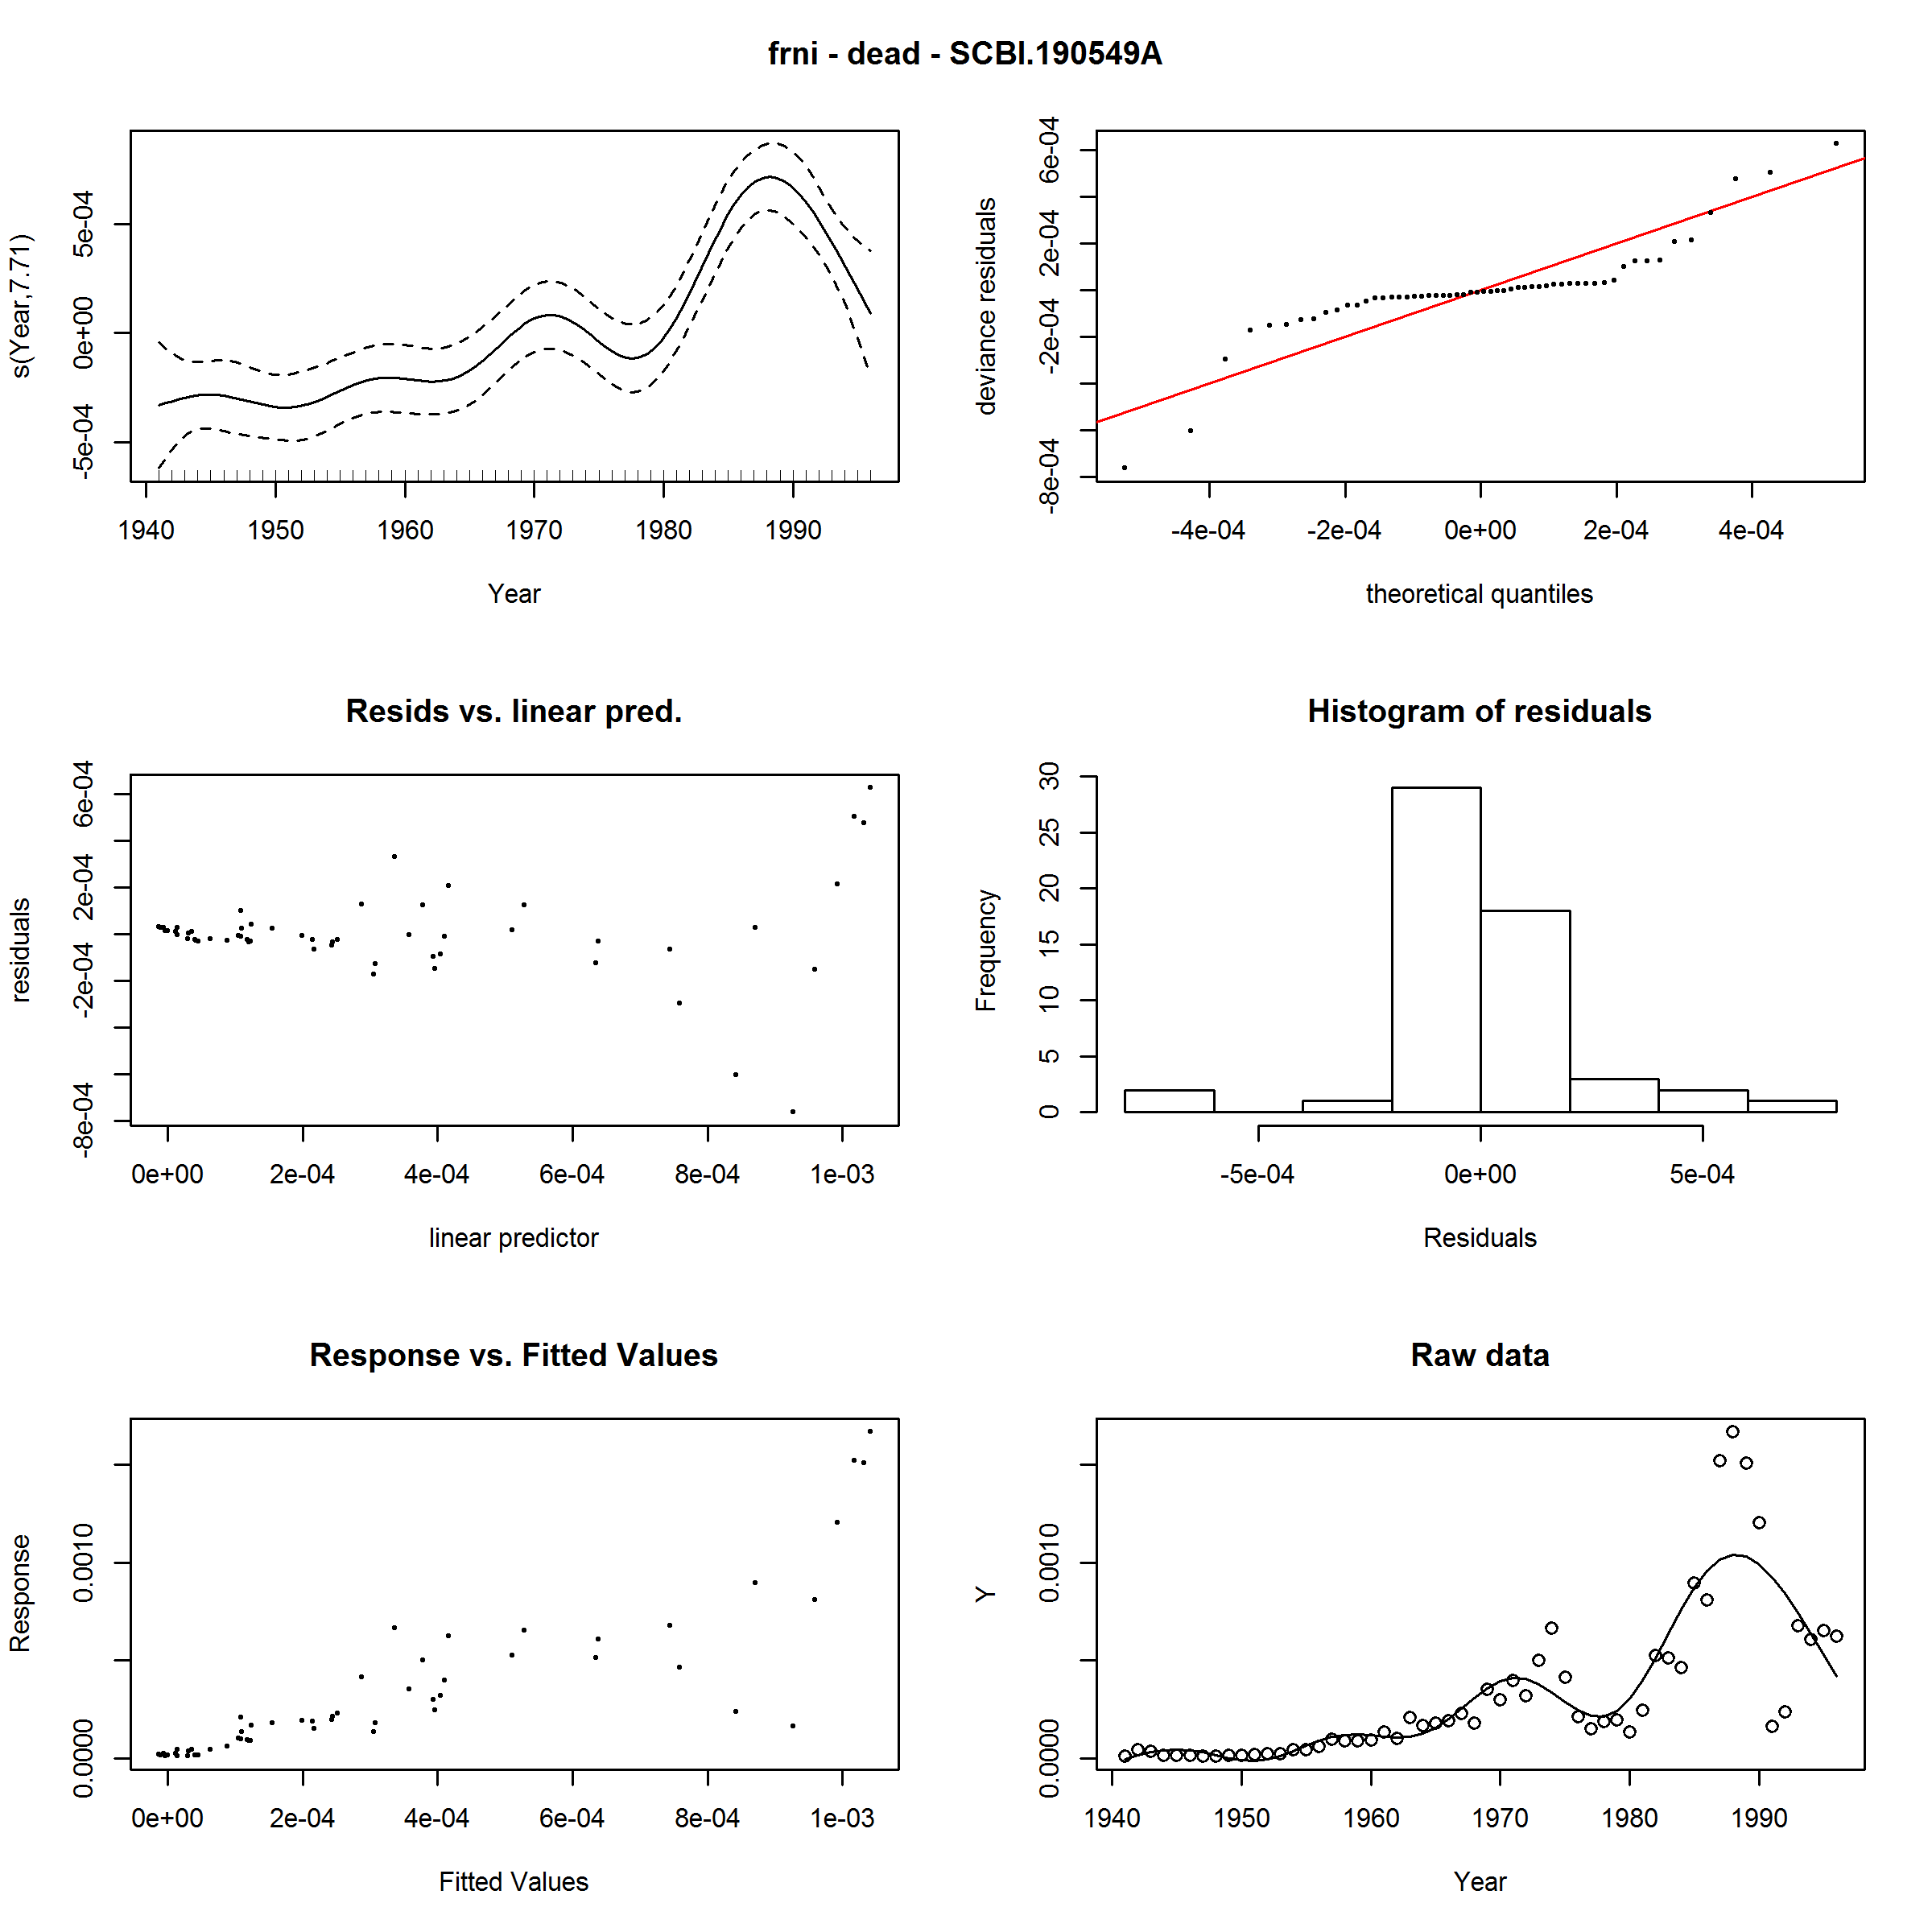 frni - dead - SCBI.190549A
s(Year,7.71)
-5e-04 0e+00 5e-04
1940 1950 1960 1970 1980 1990
Year
deviance residuals
-8e-04 -2e-04 2e-04 6e-04
-4e-04 -2e-04 0e+00 2e-04 4e-04
theoretical quantiles
Resids vs. linear pred.
residuals
-8e-04 -2e-04 2e-04 6e-04
0e+00 2e-04 4e-04 6e-04 8e-04 1e-03
linear predictor
Histogram of residuals
Frequency
0 5 10 15 20 25 30
-5e-04 0e+00 5e-04
Residuals
Response vs. Fitted Values
Response
0.0000 0.0010
0e+00 2e-04 4e-04 6e-04 8e-04 1e-03
Fitted Values
Raw data
Y
0.0000 0.0010
1940 1950 1960 1970 1980 1990
Year